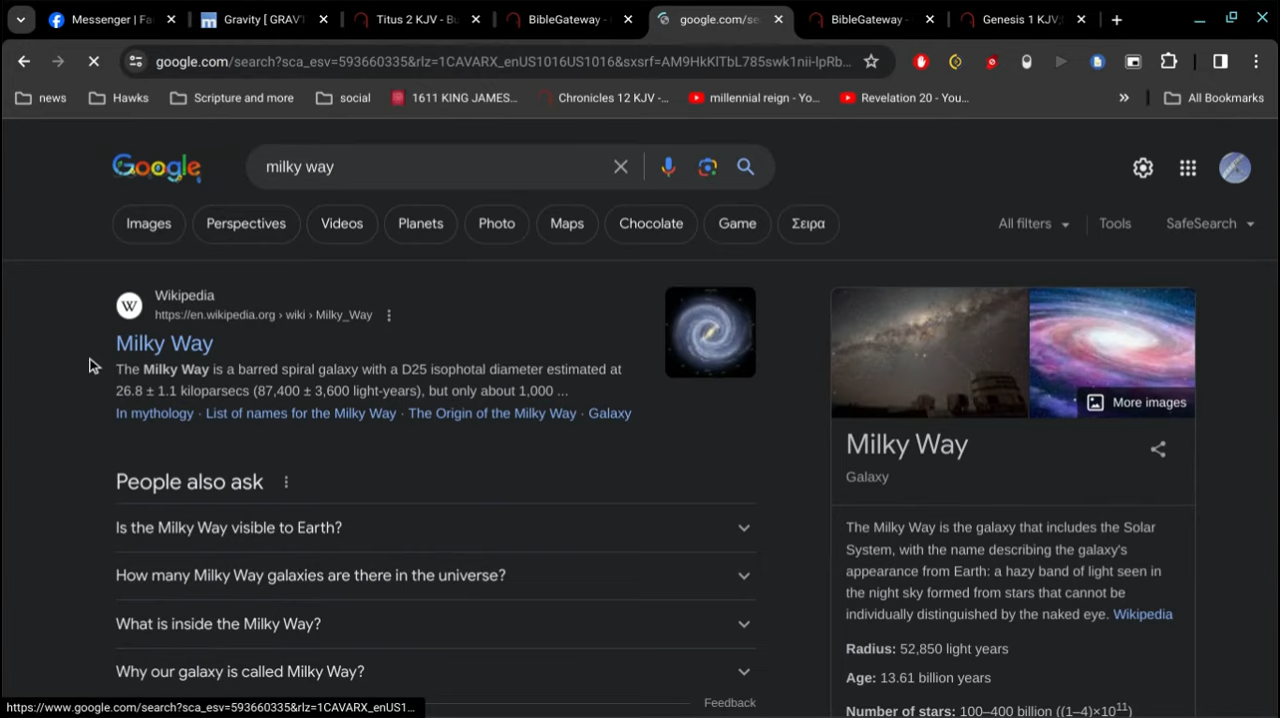 Messenger | Fa
Gravity [ GRAV'I
Titus 2 KJV - Bu
BibleGateway -
google.com/sea
BibleGateway -
Genesis 1 KJV;
google.com/search?sca_esv=593660335&rlz=1CAVARX_enUS1016US1016&sxsrf=AM9HkKlTbL785swk1nii-lpRb...
news
Hawks
Scripture and more
social
1611 KING JAMES...
Chronicles 12 KJV -...
millennial reign - Yo...
Revelation 20 - You...
All Bookmarks
Google
milky way
Images
Perspectives
Videos
Planets
Photo
Maps
Chocolate
Game
Σειρα
All filters
Tools
SafeSearch
W
Wikipedia
https://en.wikipedia.org › wiki › Milky_Way
Milky Way
The Milky Way is a barred spiral galaxy with a D25 isophotal diameter estimated at
26.8 ± 1.1 kiloparsecs (87,400 ± 3,600 light-years), but only about 1,000 ...
In mythology · List of names for the Milky Way · The Origin of the Milky Way · Galaxy
People also ask
Is the Milky Way visible to Earth?
How many Milky Way galaxies are there in the universe?
What is inside the Milky Way?
Why our galaxy is called Milky Way?
Feedback
More images
Milky Way
Galaxy
The Milky Way is the galaxy that includes the Solar
System, with the name describing the galaxy's
appearance from Earth: a hazy band of light seen in
the night sky formed from stars that cannot be
individually distinguished by the naked eye. Wikipedia
Radius: 52,850 light years
Age: 13.61 billion years
Number of stars: 100–400 billion ((1–4)×10¹¹)
https://www.google.com/search?sca_esv=593660335&rlz=1CAVARX_enUS1...